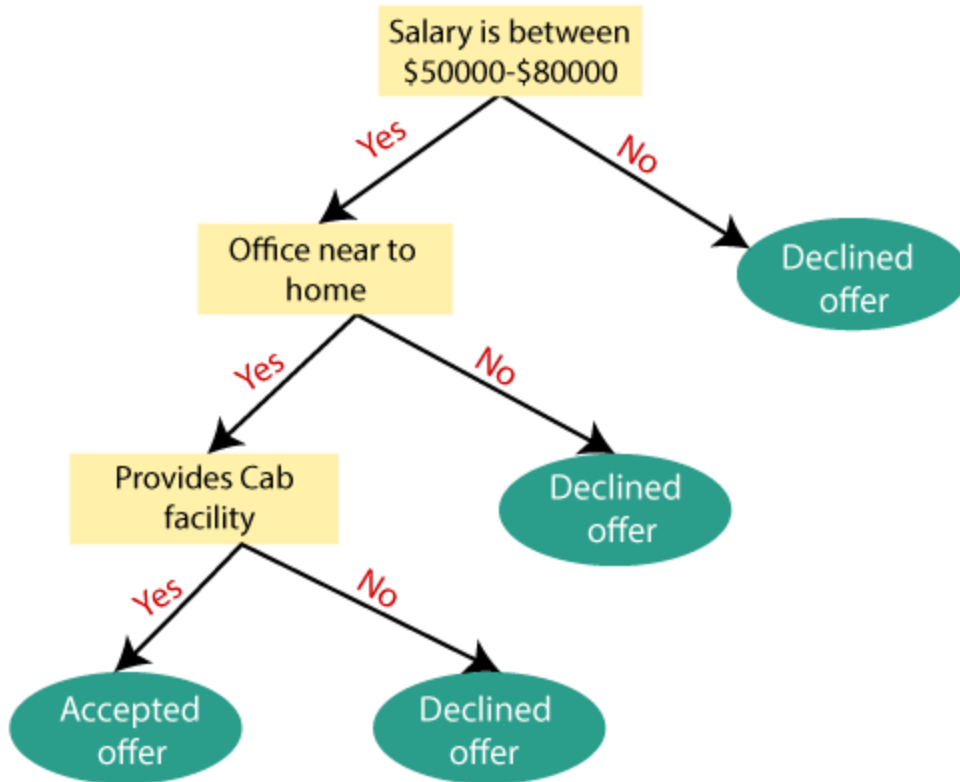 Salary is between
$50000-$80000
Yes
No
Office near to
home
Declined
offer
Yes
No
Provides Cab
facility
Declined
offer
Yes
No
Accepted
offer
Declined
offer